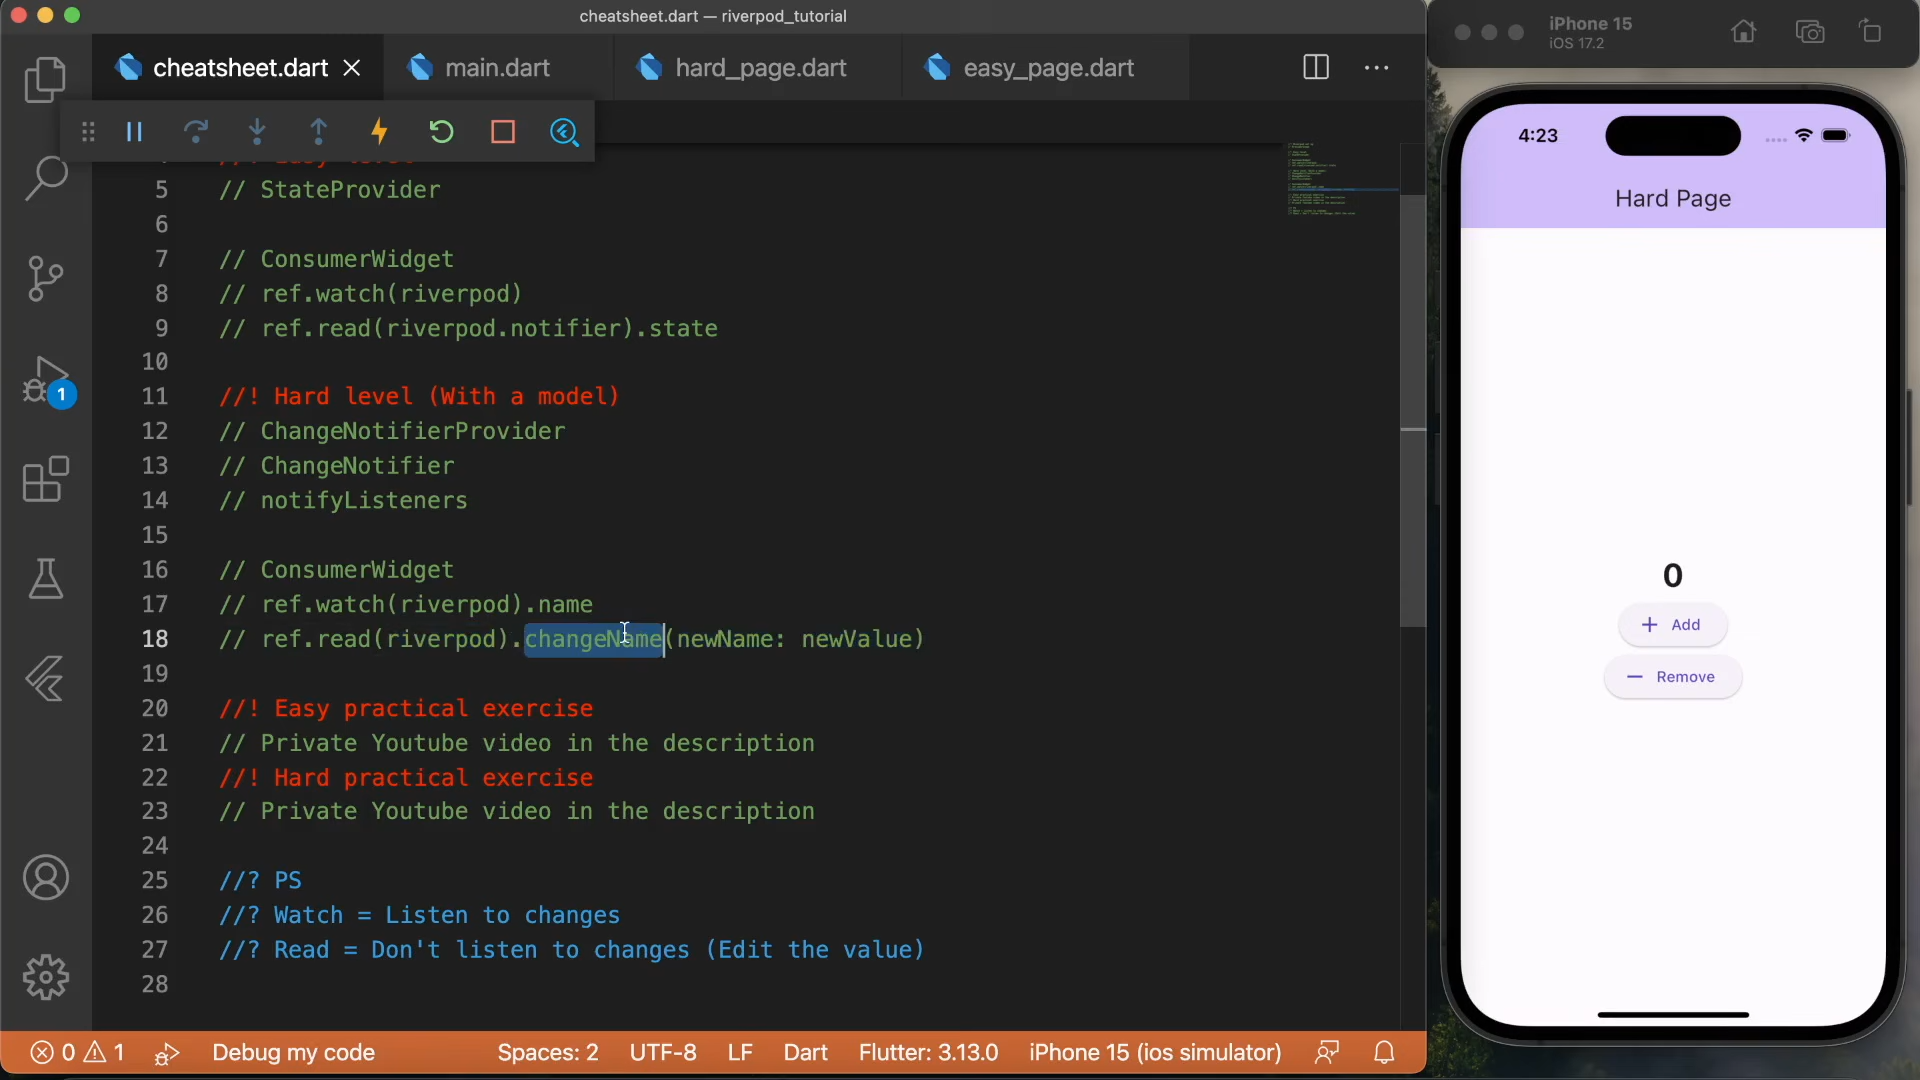 cheatsheet.dart — riverpod_tutorial
cheatsheet.dart
main.dart
hard_page.dart
easy_page.dart
5 // StateProvider
6
7 // ConsumerWidget
8 // ref.watch(riverpod)
9 // ref.read(riverpod.notifier).state
10
11 //! Hard level (With a model)
12 // ChangeNotifierProvider
13 // ChangeNotifier
14 // notifyListeners
15
16 // ConsumerWidget
17 // ref.watch(riverpod).name
18 // ref.read(riverpod).changeName(newName: newValue)
19
20 //! Easy practical exercise
21 // Private Youtube video in the description
22 //! Hard practical exercise
23 // Private Youtube video in the description
24
25 //? PS
26 //? Watch = Listen to changes
27 //? Read = Don't listen to changes (Edit the value)
28
1
0 1 Debug my code Spaces: 2 UTF-8 LF Dart Flutter: 3.13.0 iPhone 15 (ios simulator)
iPhone 15
iOS 17.2
4:23
Hard Page
0
Add
Remove